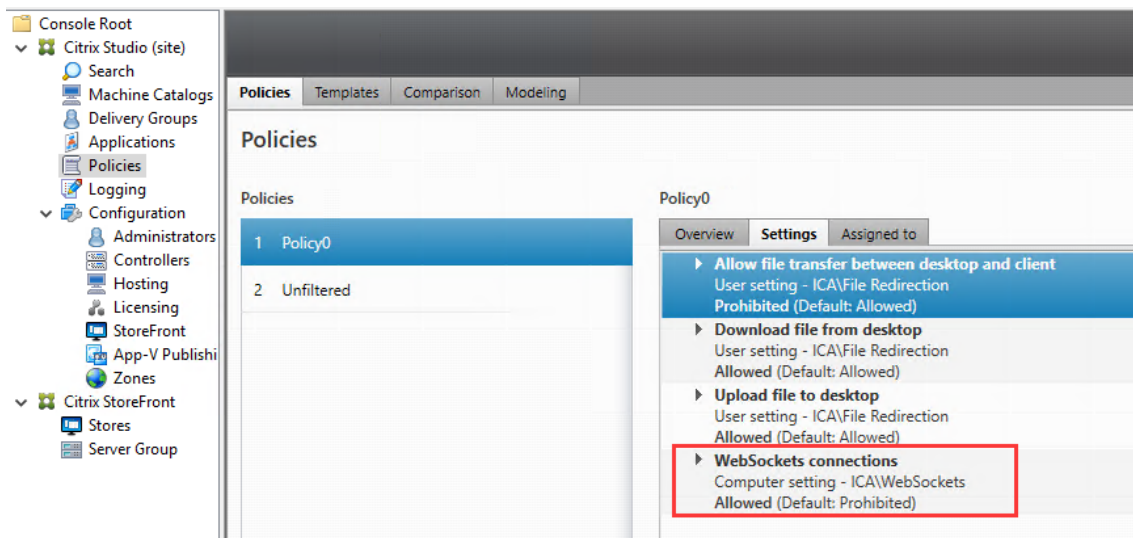 Console Root
Citrix Studio (site)
Search
Machine Catalogs
Delivery Groups
Applications
Policies
Logging
Configuration
Administrators
Controllers
Hosting
Licensing
StoreFront
App-V Publishi
Zones
Citrix StoreFront
Stores
Server Group
Policies Templates Comparison Modeling
Policies
Policies
1 Policy0
2 Unfiltered
Policy0
Overview Settings Assigned to
Allow file transfer between desktop and client
User setting - ICA\File Redirection
Prohibited (Default: Allowed)
Download file from desktop
User setting - ICA\File Redirection
Allowed (Default: Allowed)
Upload file to desktop
User setting - ICA\File Redirection
Allowed (Default: Allowed)
WebSockets connections
Computer setting - ICA\WebSockets
Allowed (Default: Prohibited)